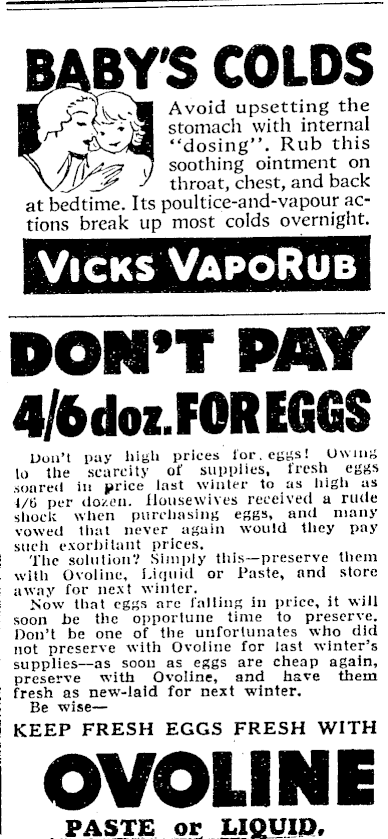 BABY'S COLDS
Avoid upsetting the
stomach with internal
"dosing". Rub this
soothing ointment on
throat, chest, and back
at bedtime. Its poultice-and-vapour ac-
tions break up most colds overnight.
VICKS VAPORUB
DON'T PAY
4/6 doz. FOR EGGS
Don't pay high prices for eggs! Owing
to the scarcity of supplies, fresh eggs
soared in price last winter to as high as
4/6 per dozen. Housewives received a rude
shock when purchasing eggs, and many
vowed that never again would they pay
such exorbitant prices.
The solution? Simply this—preserve them
with Ovoline, Liquid or Paste, and store
away for next winter.
Now that eggs are falling in price, it will
soon be the opportune time to preserve.
Don't be one of the unfortunates who did
not preserve with Ovoline for last winter's
supplies—as soon as eggs are cheap again,
preserve with Ovoline, and have them
fresh as new-laid for next winter.
Be wise—
KEEP FRESH EGGS FRESH WITH
OVOLINE
PASTE or LIQUID.